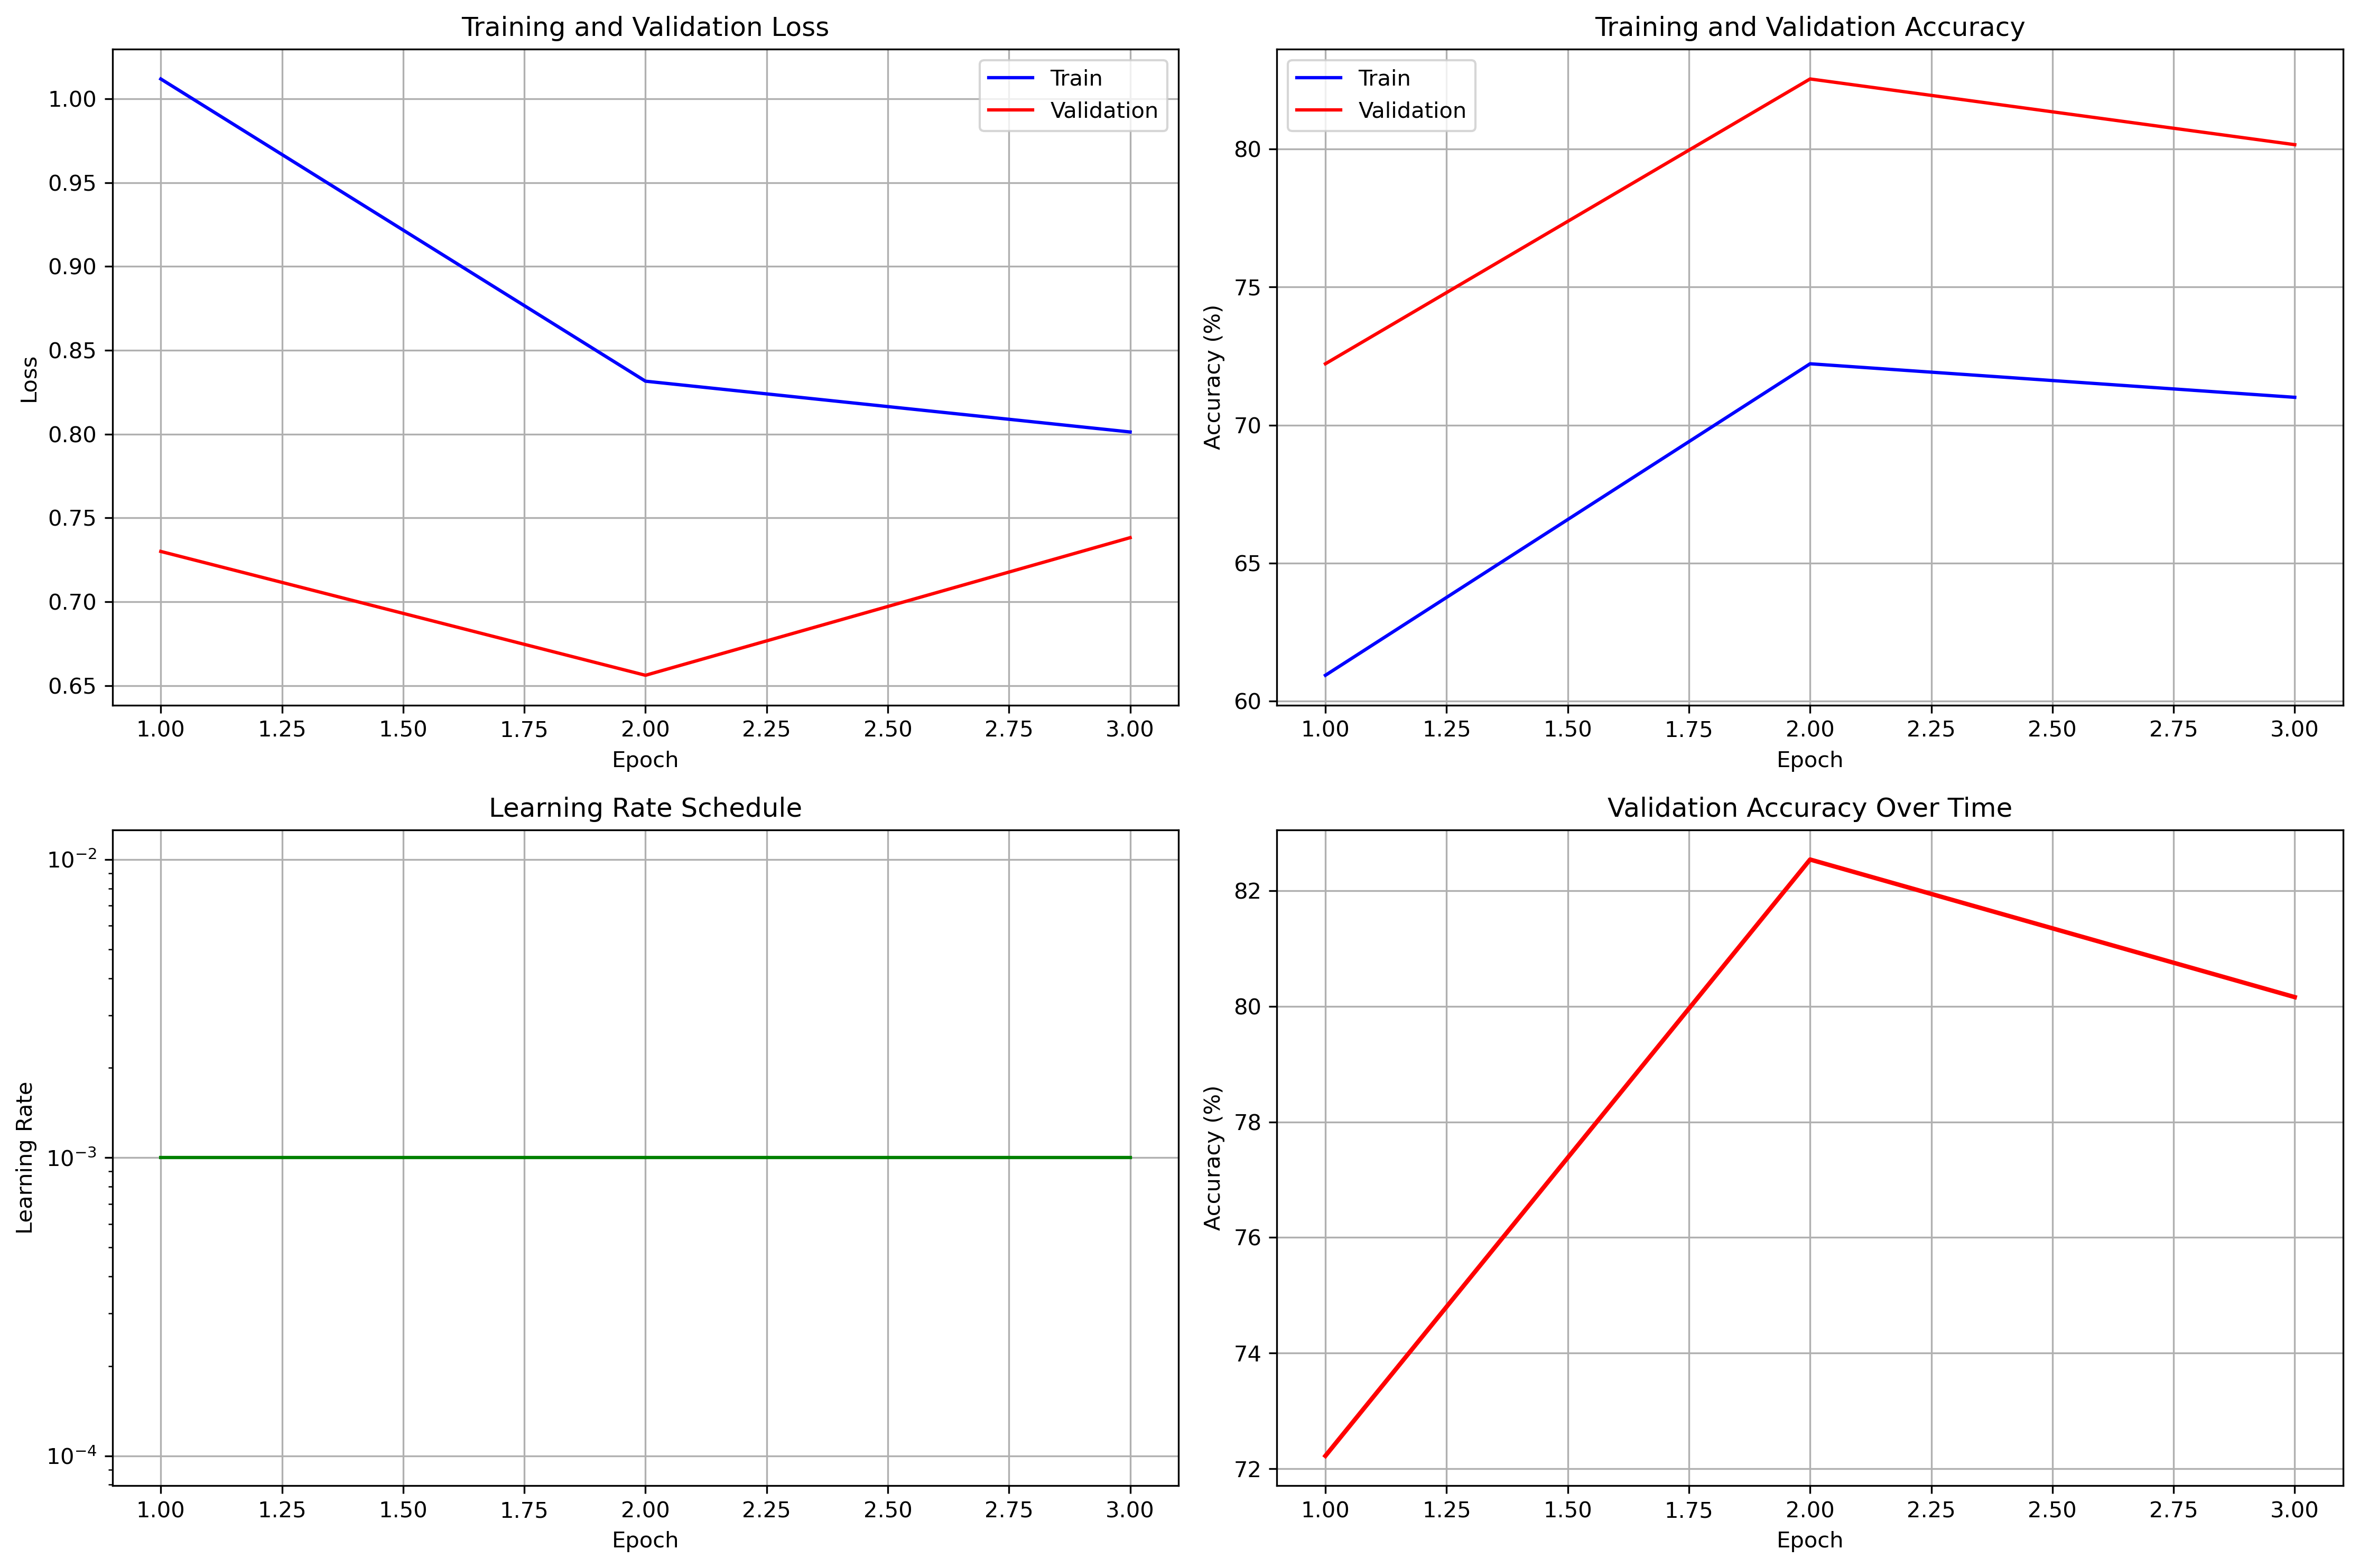 Training and Validation Loss
Train
Validation
1.00
0.95
0.90
0.85
0.80
0.75
0.70
0.65
Loss
1.00 1.25 1.50 1.75 2.00 2.25 2.50 2.75 3.00
Epoch
Training and Validation Accuracy
Train
Validation
80
75
70
65
60
Accuracy (%)
1.00 1.25 1.50 1.75 2.00 2.25 2.50 2.75 3.00
Epoch
Learning Rate Schedule
10⁻²
10⁻³
10⁻⁴
Learning Rate
1.00 1.25 1.50 1.75 2.00 2.25 2.50 2.75 3.00
Epoch
Validation Accuracy Over Time
82
80
78
76
74
72
Accuracy (%)
1.00 1.25 1.50 1.75 2.00 2.25 2.50 2.75 3.00
Epoch